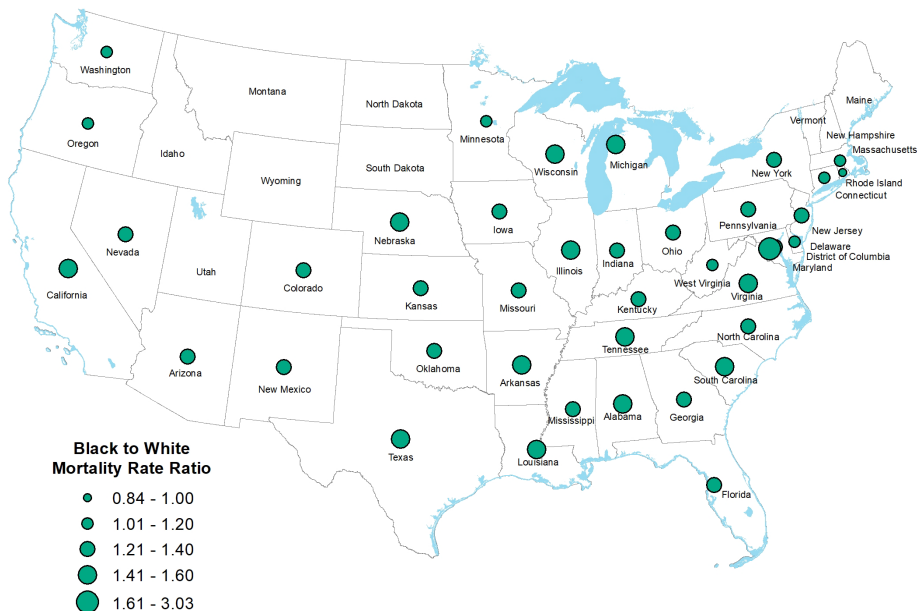 Washington
Montana
North Dakota
Minnesota
Maine
Vermont
New Hampshire
Massachusetts
Oregon
Idaho
South Dakota
Wisconsin
Michigan
New York
Rhode Island
Connecticut
Wyoming
Nebraska
Iowa
Pennsylvania
New Jersey
Nevada
Utah
Colorado
Illinois
Indiana
Ohio
Delaware
District of Columbia
Maryland
California
Kansas
Missouri
West Virginia
Virginia
Kentucky
North Carolina
Arizona
New Mexico
Oklahoma
Arkansas
Tennessee
South Carolina
Texas
Louisiana
Mississippi
Alabama
Georgia
Florida
Black to White
Mortality Rate Ratio
0.84 - 1.00
1.01 - 1.20
1.21 - 1.40
1.41 - 1.60
1.61 - 3.03